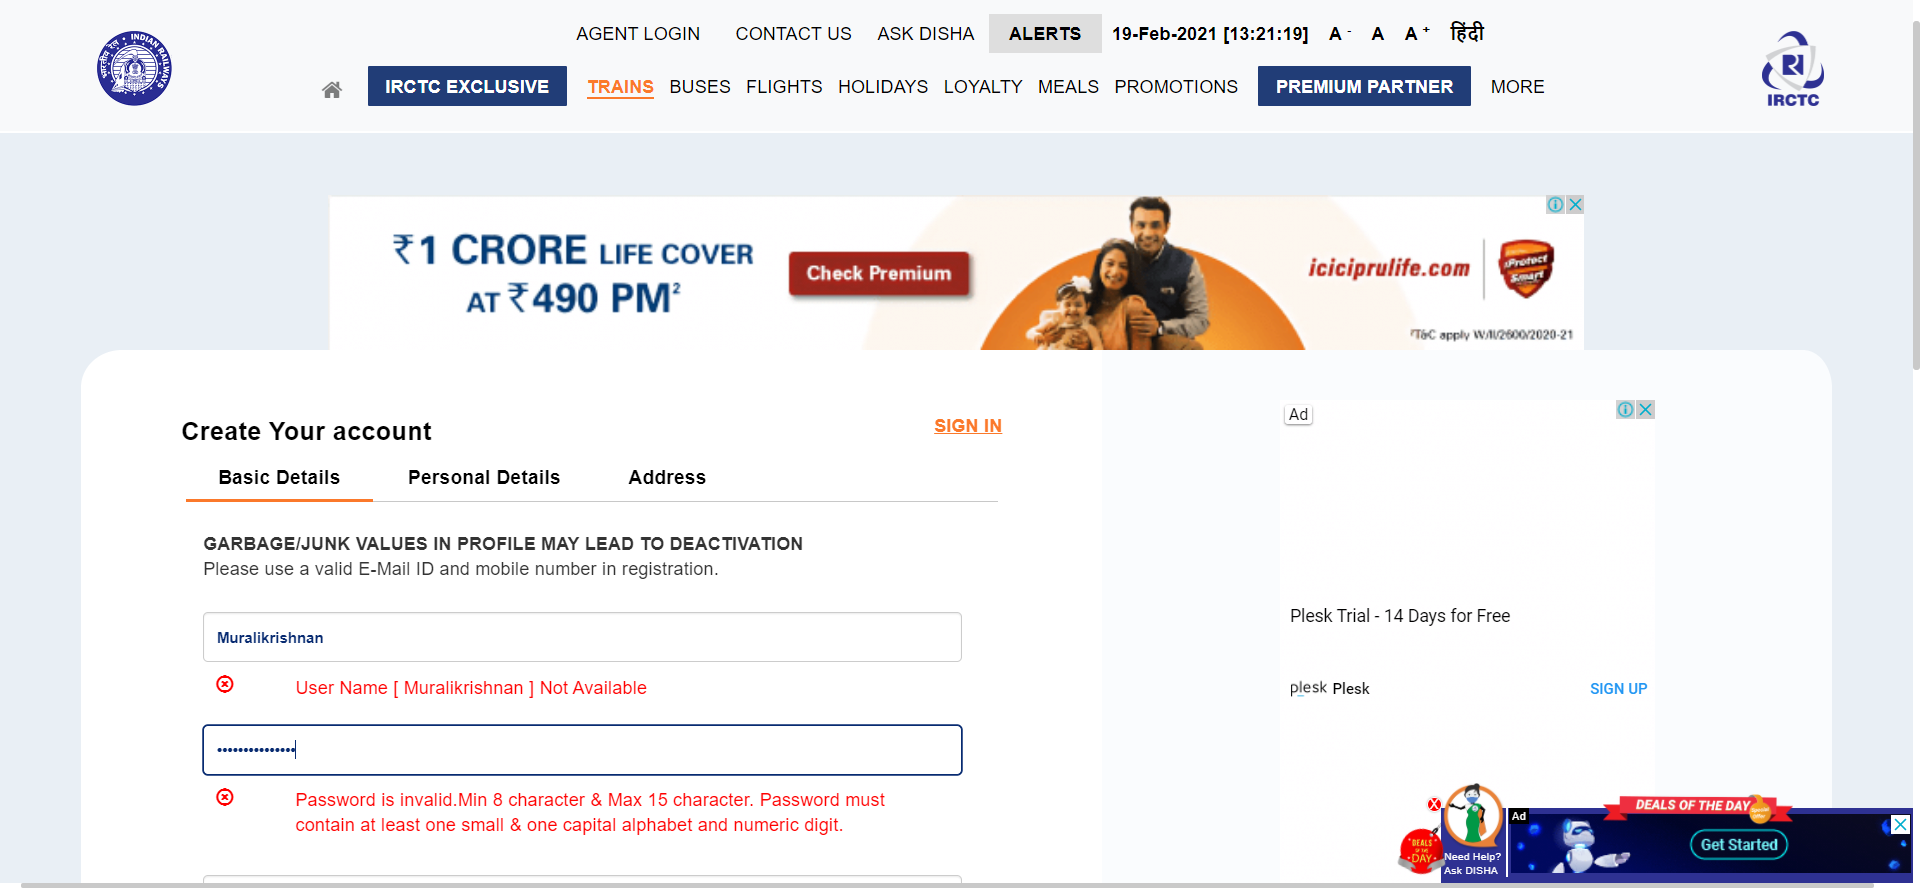 AGENT LOGIN CONTACT US ASK DISHA ALERTS 19-Feb-2021 [13:21:19] A - A A + हिंदी
INDIAN RAILWAYS
भारतीय रेल
IRCTC EXCLUSIVE TRAINS BUSES FLIGHTS HOLIDAYS LOYALTY MEALS PROMOTIONS PREMIUM PARTNER MORE
IRCTC
₹1 CRORE LIFE COVER
AT ₹490 PM²
Check Premium
iciciprulife.com
iProtect
Smart
T&C apply W/II/2600/2020-21
Create Your account
SIGN IN
Basic Details Personal Details Address
GARBAGE/JUNK VALUES IN PROFILE MAY LEAD TO DEACTIVATION
Please use a valid E-Mail ID and mobile number in registration.
Muralikrishnan
User Name [ Muralikrishnan ] Not Available
•••••••••••••••
Password is invalid.Min 8 character & Max 15 character. Password must
contain at least one small & one capital alphabet and numeric digit.
Ad
Plesk Trial - 14 Days for Free
plesk Plesk
SIGN UP
DEALS
OF THE
DAY
Need Help?
Ask DISHA
Ad
DEALS OF THE DAY
Special
offer
Get Started